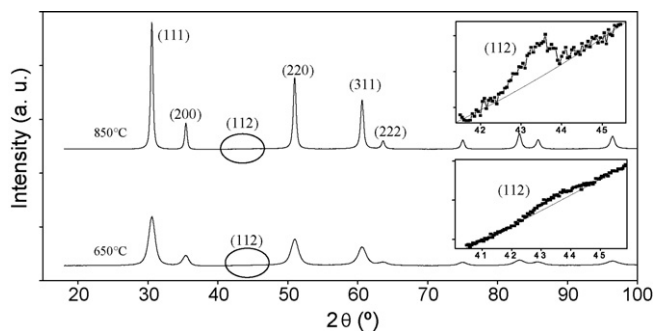 (111)
(200)
(112)
(220)
(311)
(222)
850°C
(112)
42 43 44 45
(112)
650°C
(112)
41 40 42 43 44 45
20 30 40 50 60 70 80 90 100
2θ (º)
Intensity (a. u.)